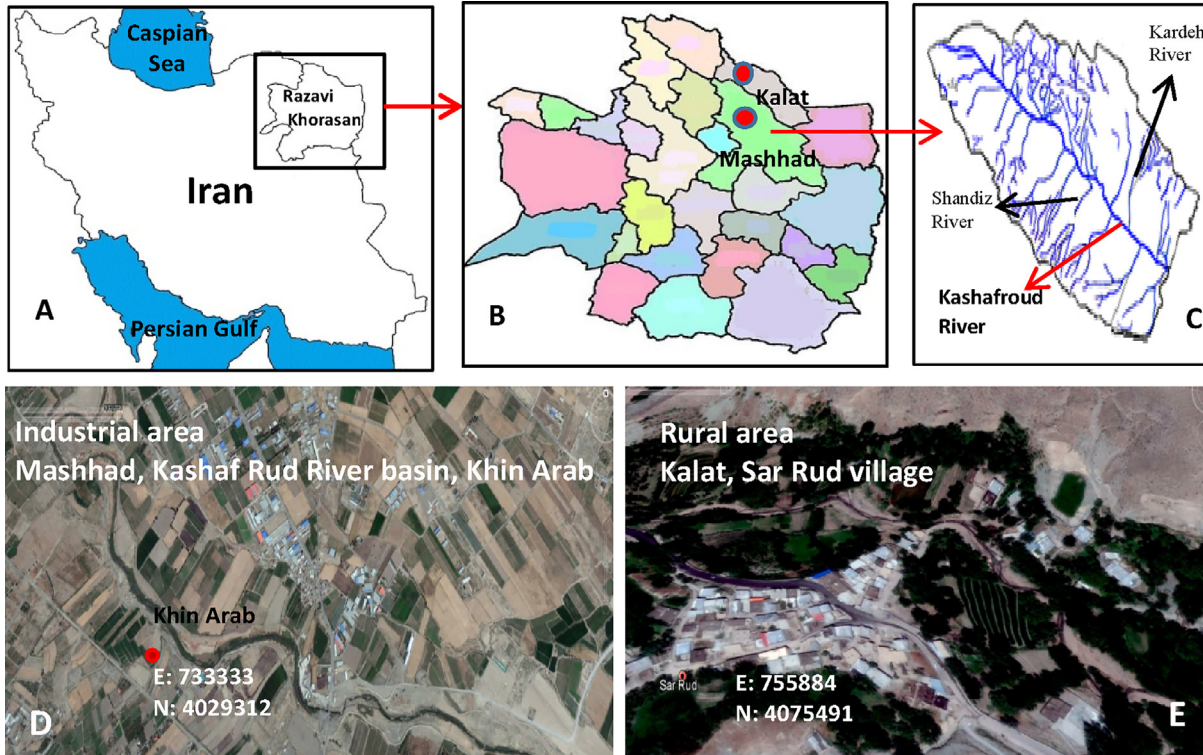 Caspian
Sea
Razavi
Khorasan
Iran
A
Persian Gulf
Kalat
Mashhad
B
Kardeh
River
Shandiz
River
Kashafroud
River
C
Industrial area
Mashhad, Kashaf Rud River basin, Khin Arab
Khin Arab
E: 733333
N: 4029312
D
Rural area
Kalat, Sar Rud village
Sar Rud
E: 755884
N: 4075491
E